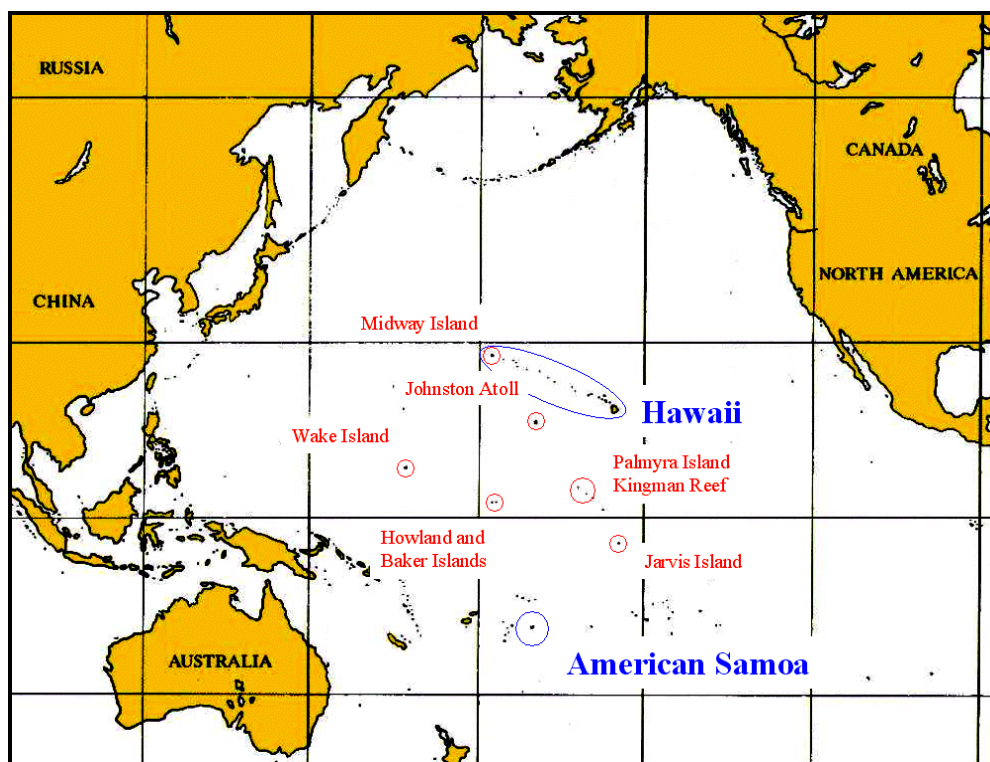 RUSSIA
CANADA
NORTH AMERICA
CHINA
Midway Island
Johnston Atoll
Hawaii
Wake Island
Palmyra Island
Kingman Reef
Howland and
Baker Islands
Jarvis Island
AUSTRALIA
American Samoa